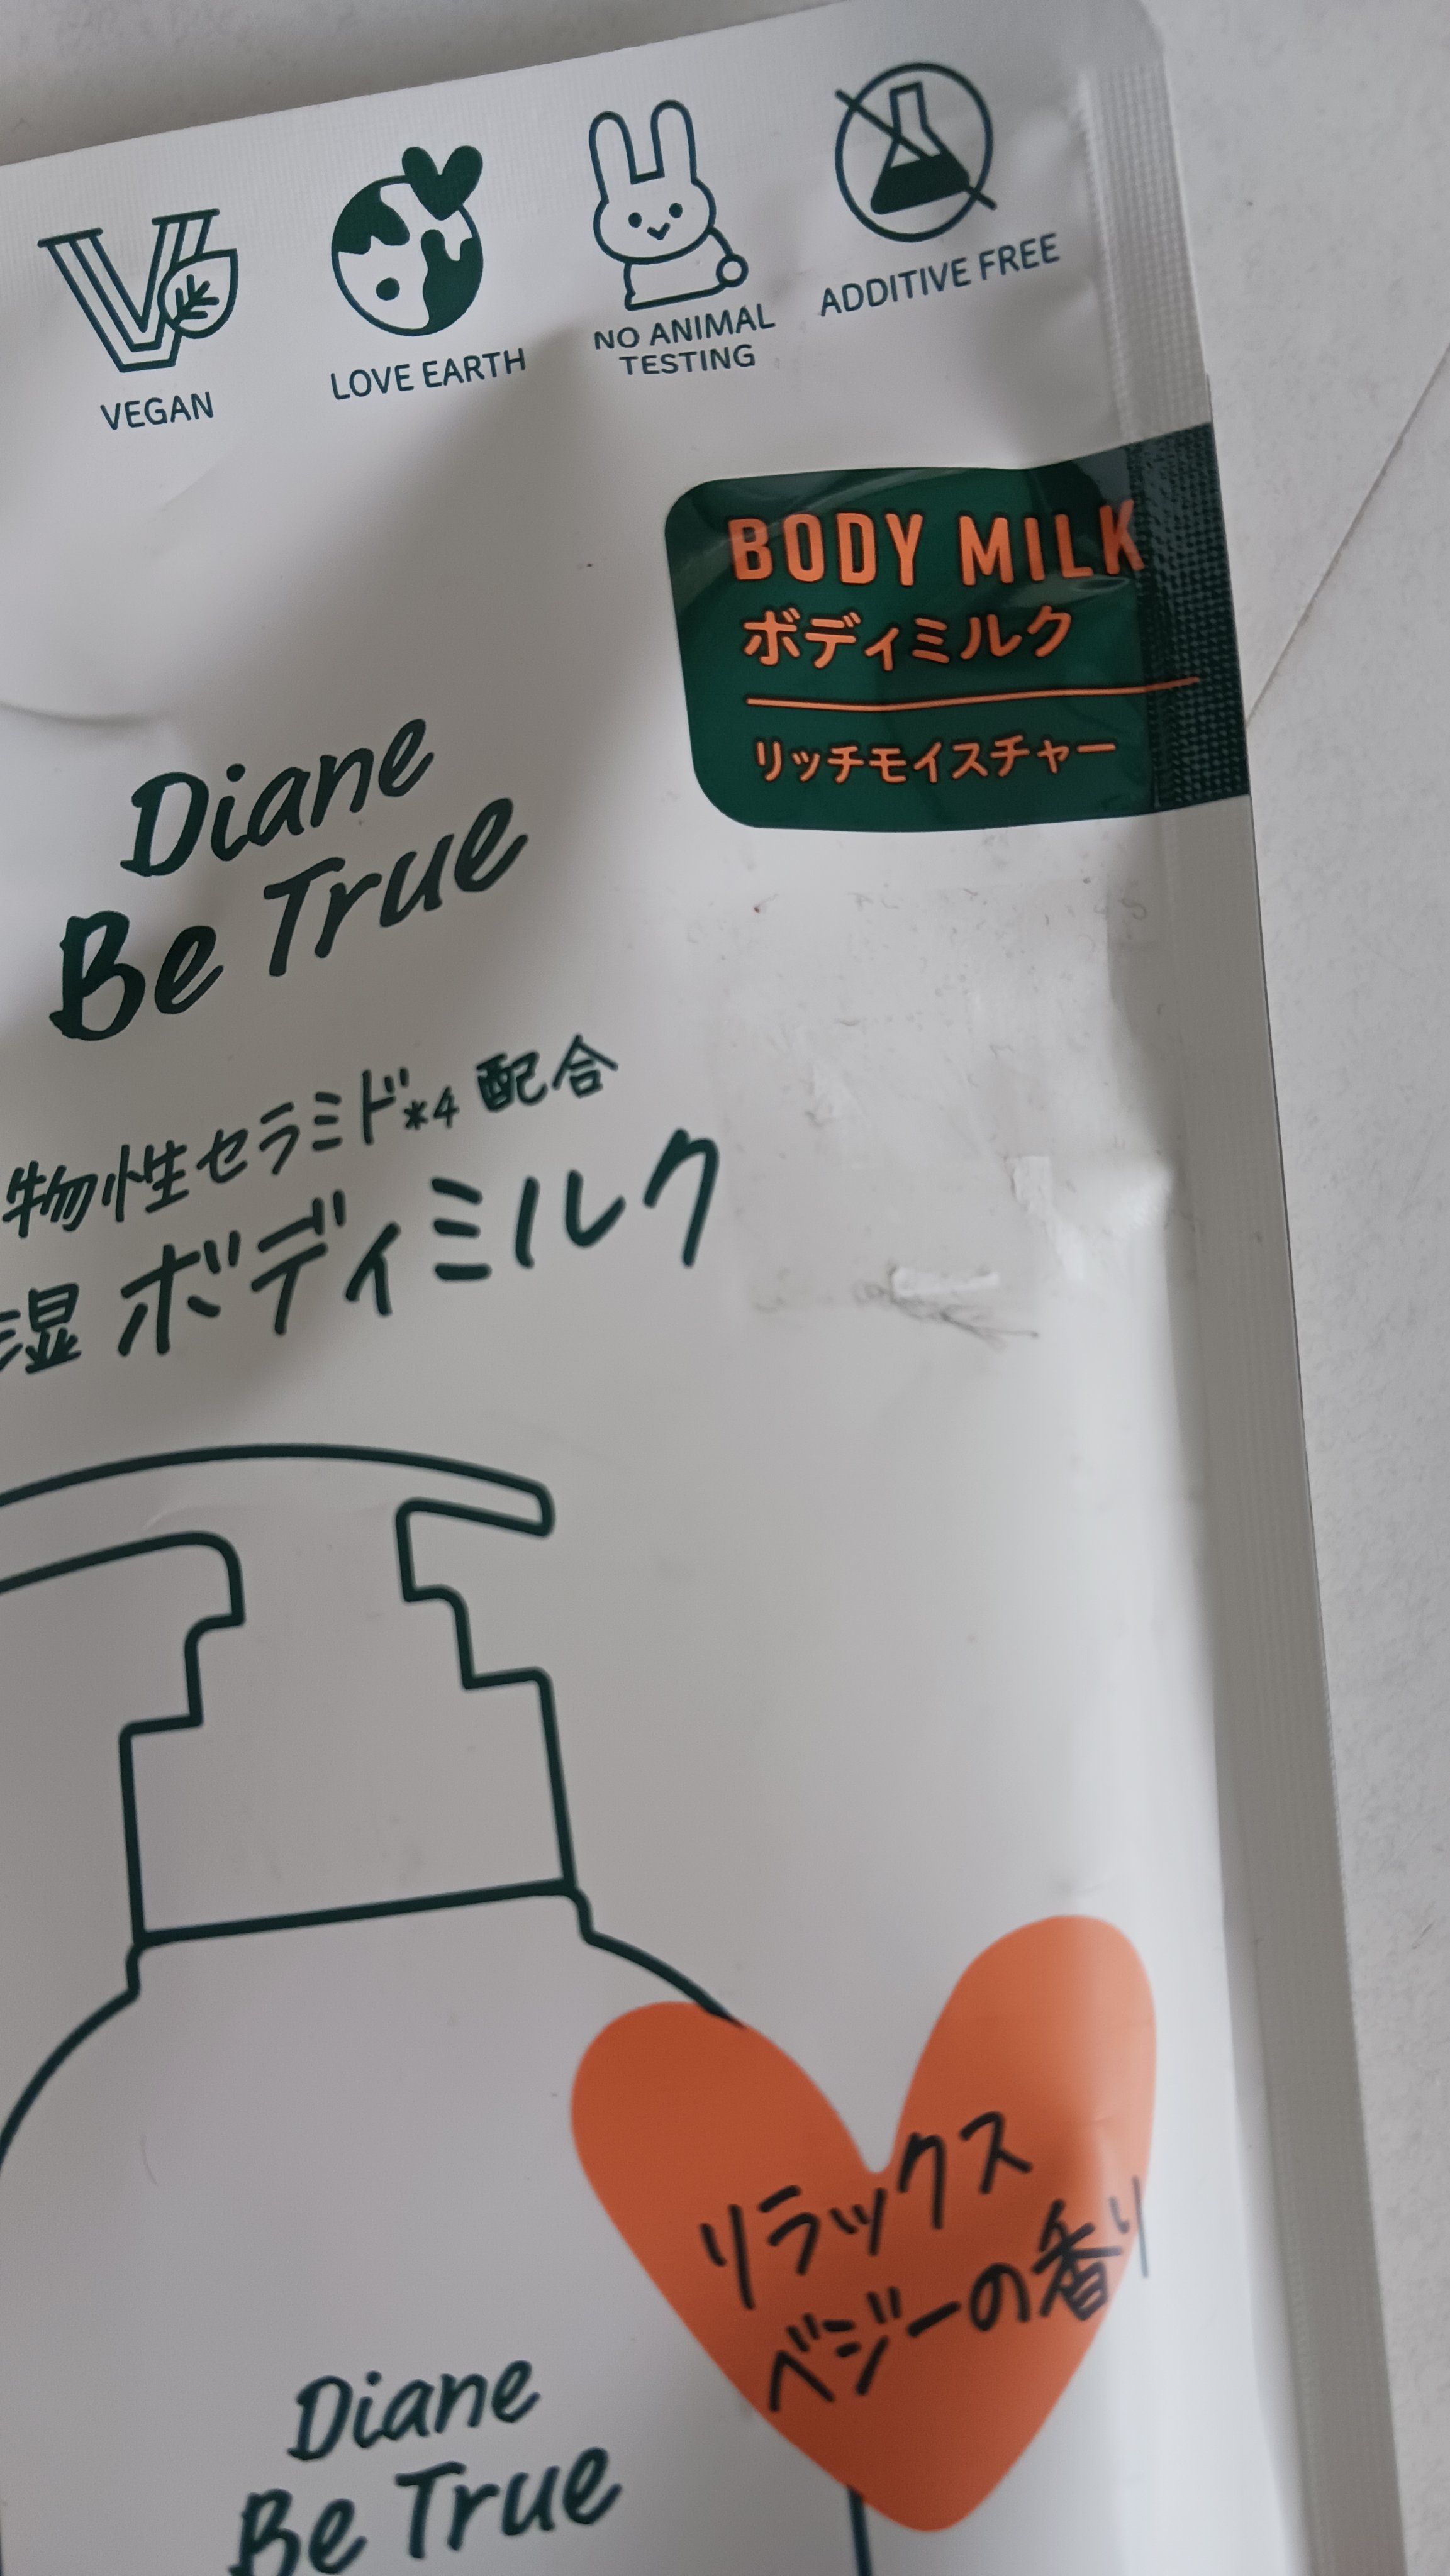 VEGAN
LOVE EARTH
NO ANIMAL
TESTING
ADDITIVE FREE
BODY MILK
ボディミルク
リッチモイスチャー
Diane
Be True
物性セラミド*4 配合
湿 ボディミルク
リラックス
ベジーの香り
Diane
Be True